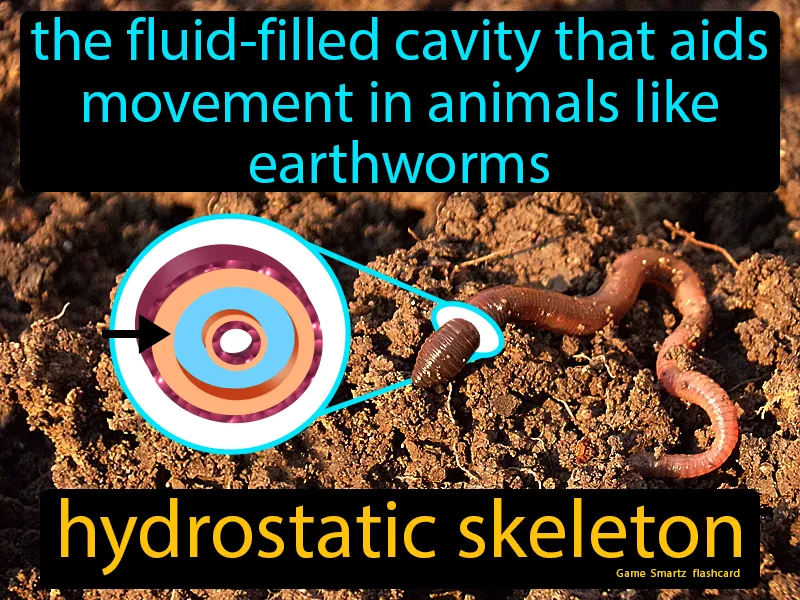 the fluid-filled cavity that aids
movement in animals like
earthworms
hydrostatic skeleton
Game Smartz flashcard